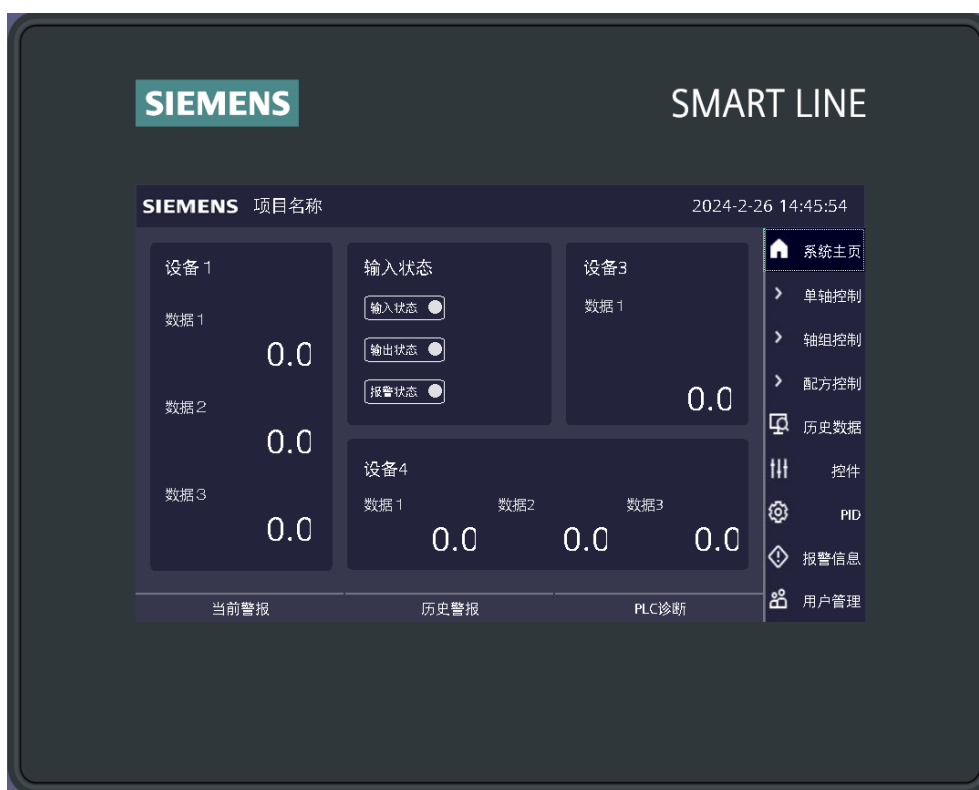 SIEMENS
SMART LINE
SIEMENS 项目名称
2024-2-26 14:45:54
设备1
数据1
0.0
数据2
0.0
数据3
0.0
输入状态
输入状态
输出状态
报警状态
设备3
数据1
0.0
设备4
数据1 数据2 数据3
0.0 0.0 0.0
系统主页
单轴控制
轴组控制
配方控制
历史数据
控件
PID
报警信息
用户管理
当前警报 历史警报 PLC诊断